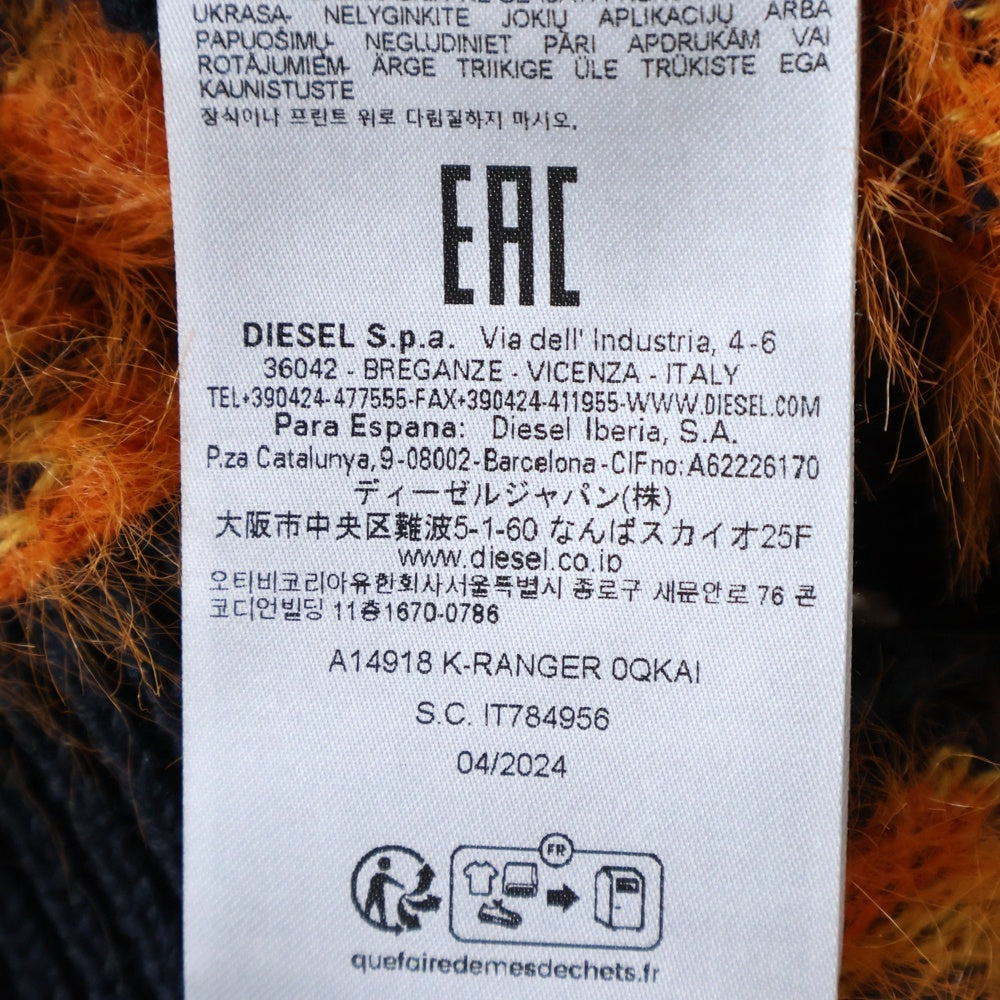 UKRASA- NELYGINKITE JOKIŲ APLIKACIJŲ ARBA
PAPUOŠIMŲ- NEGLUDINIET PĀRI APDRUKĀM VAI
ROTĀJUMIEM- ÄRGE TRIIKIGE ÜLE TRÜKISTE EGA
KAUNISTUSTE
장식이나 프린트 위로 다림질하지 마시오.
EAC
DIESEL S.p.a. Via dell' Industria, 4-6
36042 - BREGANZE - VICENZA - ITALY
TEL+390424-477555-FAX+390424-411955-WWW.DIESEL.COM
Para Espana: Diesel Iberia, S.A.
P.za Catalunya,9-08002-Barcelona-CIFno:A62226170
ディーゼルジャパン(株)
大阪市中央区難波5-1-60 なんばスカイオ25F
www.diesel.co.jp
오티비코리아유한회사서울특별시 종로구 새문안로 76 콘
코디언빌딩 11층1670-0786
A14918 K-RANGER 0QKAI
S.C. IT784956
04/2024
FR
quefairedemesdechets.fr